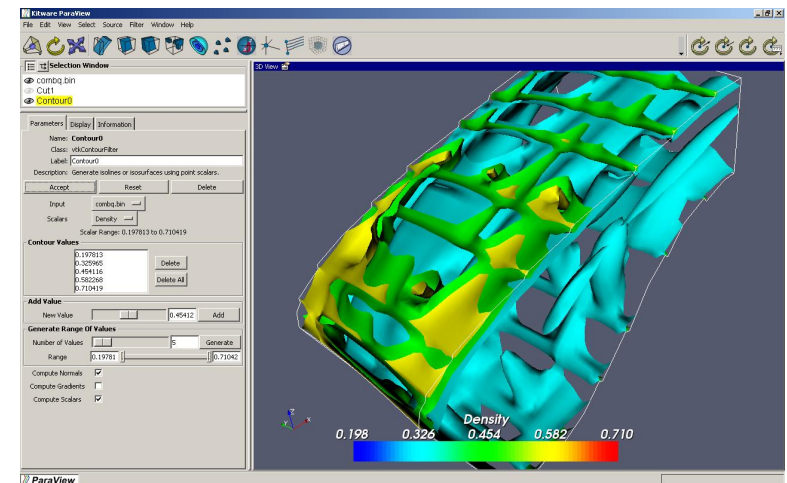 Kitware ParaView
File Edit View Select Source Filter Window Help
Selection Window
combq.bin
Cut1
Contour0
3D View
Parameters Display Information
Name: Contour0
Class: vtkContourFilter
Label: Contour0
Description: Generate isolines or isosurfaces using point scalars.
Accept Reset Delete
Input combq.bin
Scalars Density
Scalar Range: 0.197813 to 0.710419
Contour Values
0.197813
0.325965
0.454116
0.582268
0.710419
Delete
Delete All
Add Value
New Value 0.45412 Add
Generate Range Of Values
Number of Values 5 Generate
Range 0.19781 0.71042
Compute Normals
Compute Gradients
Compute Scalars
Z
X
Density
0.198 0.326 0.454 0.582 0.710
ParaView